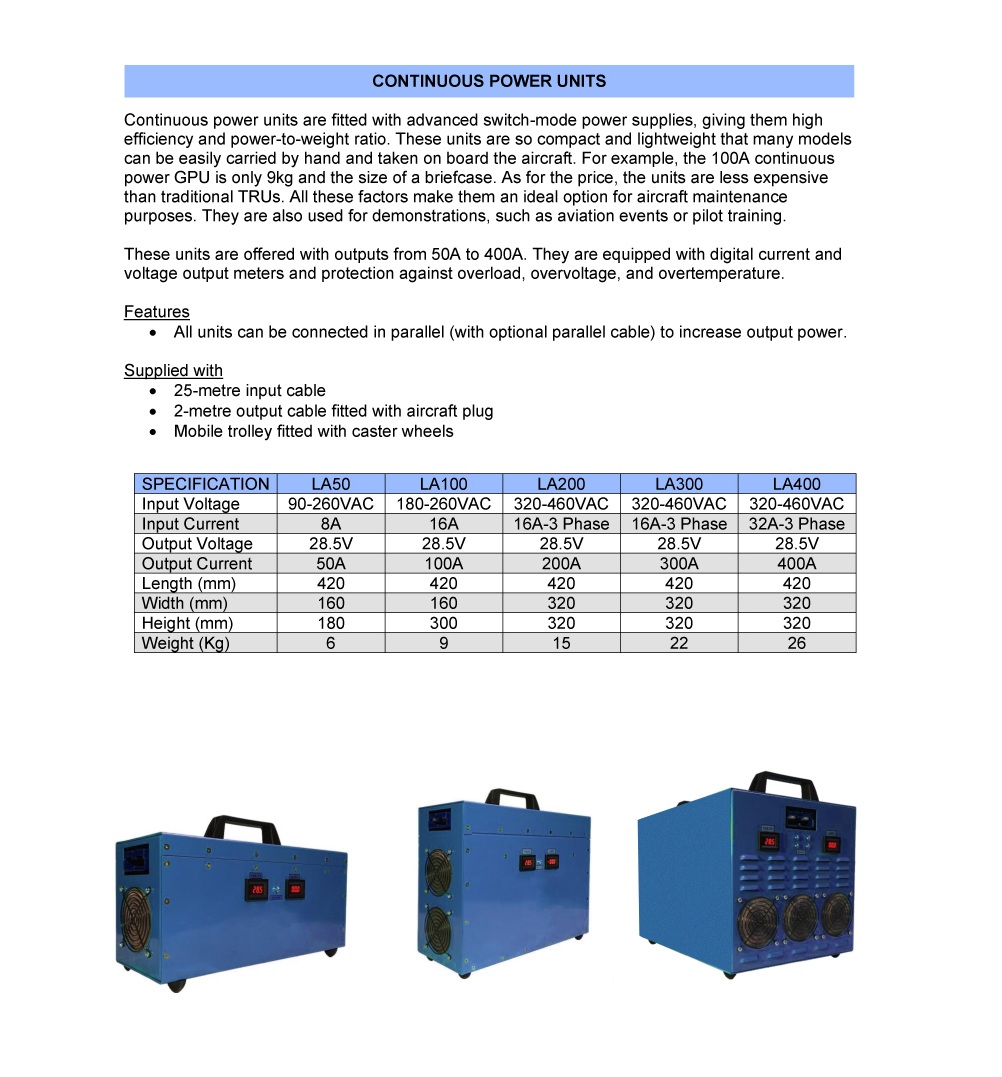 CONTINUOUS POWER UNITS
Continuous power units are fitted with advanced switch-mode power supplies, giving them high
efficiency and power-to-weight ratio. These units are so compact and lightweight that many models
can be easily carried by hand and taken on board the aircraft. For example, the 100A continuous
power GPU is only 9kg and the size of a briefcase. As for the price, the units are less expensive
than traditional TRUs. All these factors make them an ideal option for aircraft maintenance
purposes. They are also used for demonstrations, such as aviation events or pilot training.
These units are offered with outputs from 50A to 400A. They are equipped with digital current and
voltage output meters and protection against overload, overvoltage, and overtemperature.
Features
• All units can be connected in parallel (with optional parallel cable) to increase output power.
Supplied with
• 25-metre input cable
• 2-metre output cable fitted with aircraft plug
• Mobile trolley fitted with caster wheels
SPECIFICATION LA50 LA100 LA200 LA300 LA400
Input Voltage 90-260VAC 180-260VAC 320-460VAC 320-460VAC 320-460VAC
Input Current 8A 16A 16A-3 Phase 16A-3 Phase 32A-3 Phase
Output Voltage 28.5V 28.5V 28.5V 28.5V 28.5V
Output Current 50A 100A 200A 300A 400A
Length (mm) 420 420 420 420 420
Width (mm) 160 160 320 320 320
Height (mm) 180 300 320 320 320
Weight (Kg) 6 9 15 22 26
28.5 00.0